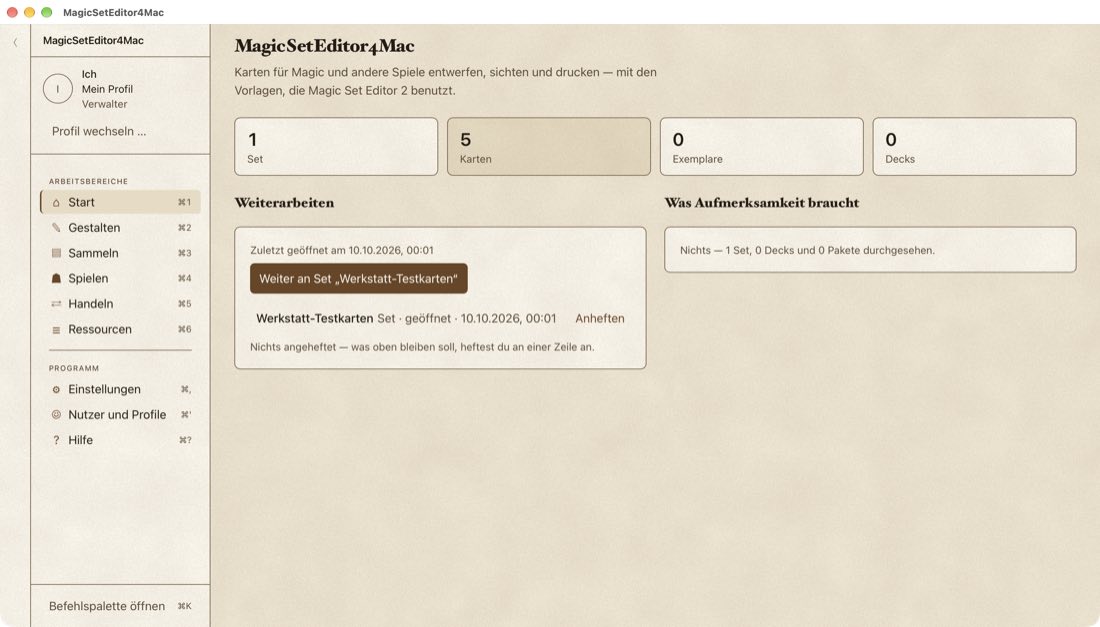 MagicSetEditor4Mac
MagicSetEditor4Mac
I
Ich
Mein Profil
Verwalter
Profil wechseln ...
ARBEITSBEREICHE
Start ⌘1
Gestalten ⌘2
Sammeln ⌘3
Spielen ⌘4
Handeln ⌘5
Ressourcen ⌘6
PROGRAMM
Einstellungen ⌘,
Nutzer und Profile ⌘'
? Hilfe ⌘?
Befehlspalette öffnen ⌘K
MagicSetEditor4Mac
Karten für Magic und andere Spiele entwerfen, sichten und drucken — mit den
Vorlagen, die Magic Set Editor 2 benutzt.
1
Set
5
Karten
0
Exemplare
0
Decks
Weiterarbeiten
Zuletzt geöffnet am 10.10.2026, 00:01
Weiter an Set „Werkstatt-Testkarten“
Werkstatt-Testkarten Set · geöffnet · 10.10.2026, 00:01 Anheften
Nichts angeheftet — was oben bleiben soll, heftest du an einer Zeile an.
Was Aufmerksamkeit braucht
Nichts — 1 Set, 0 Decks und 0 Pakete durchgesehen.